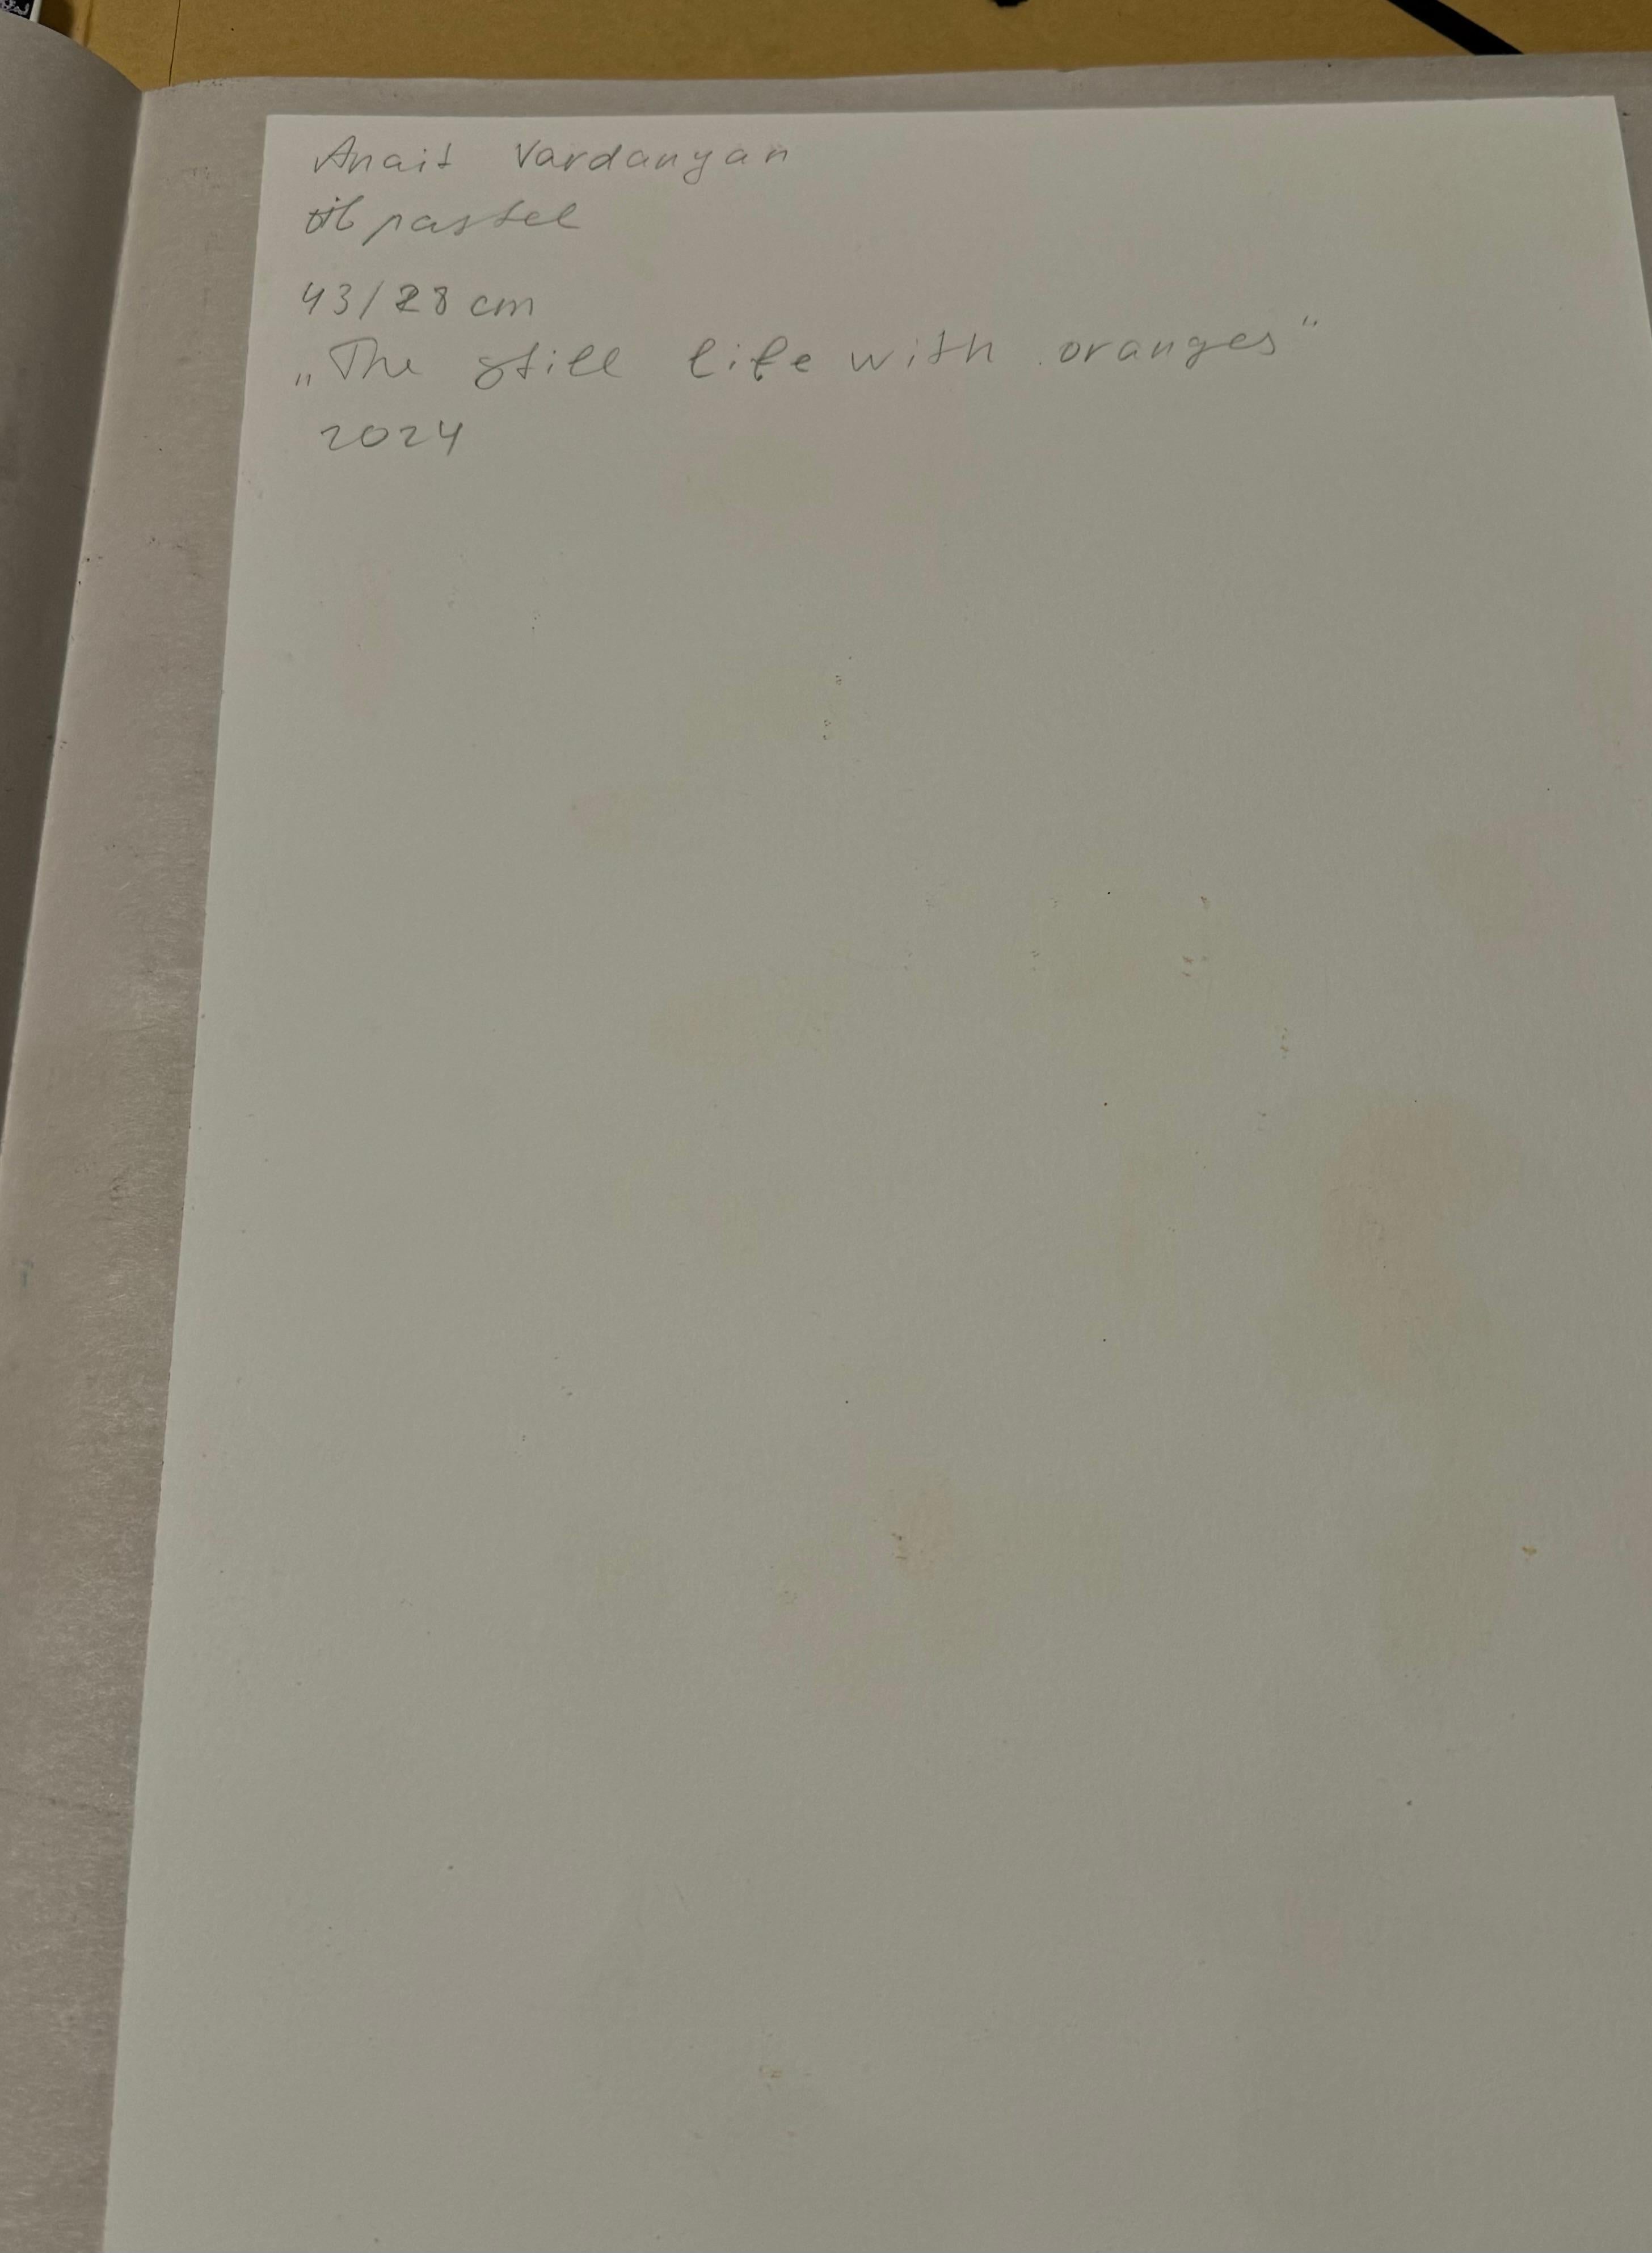 Anait Vardanyan
oil pastel
43/28 cm
„The still life with oranges"
2024